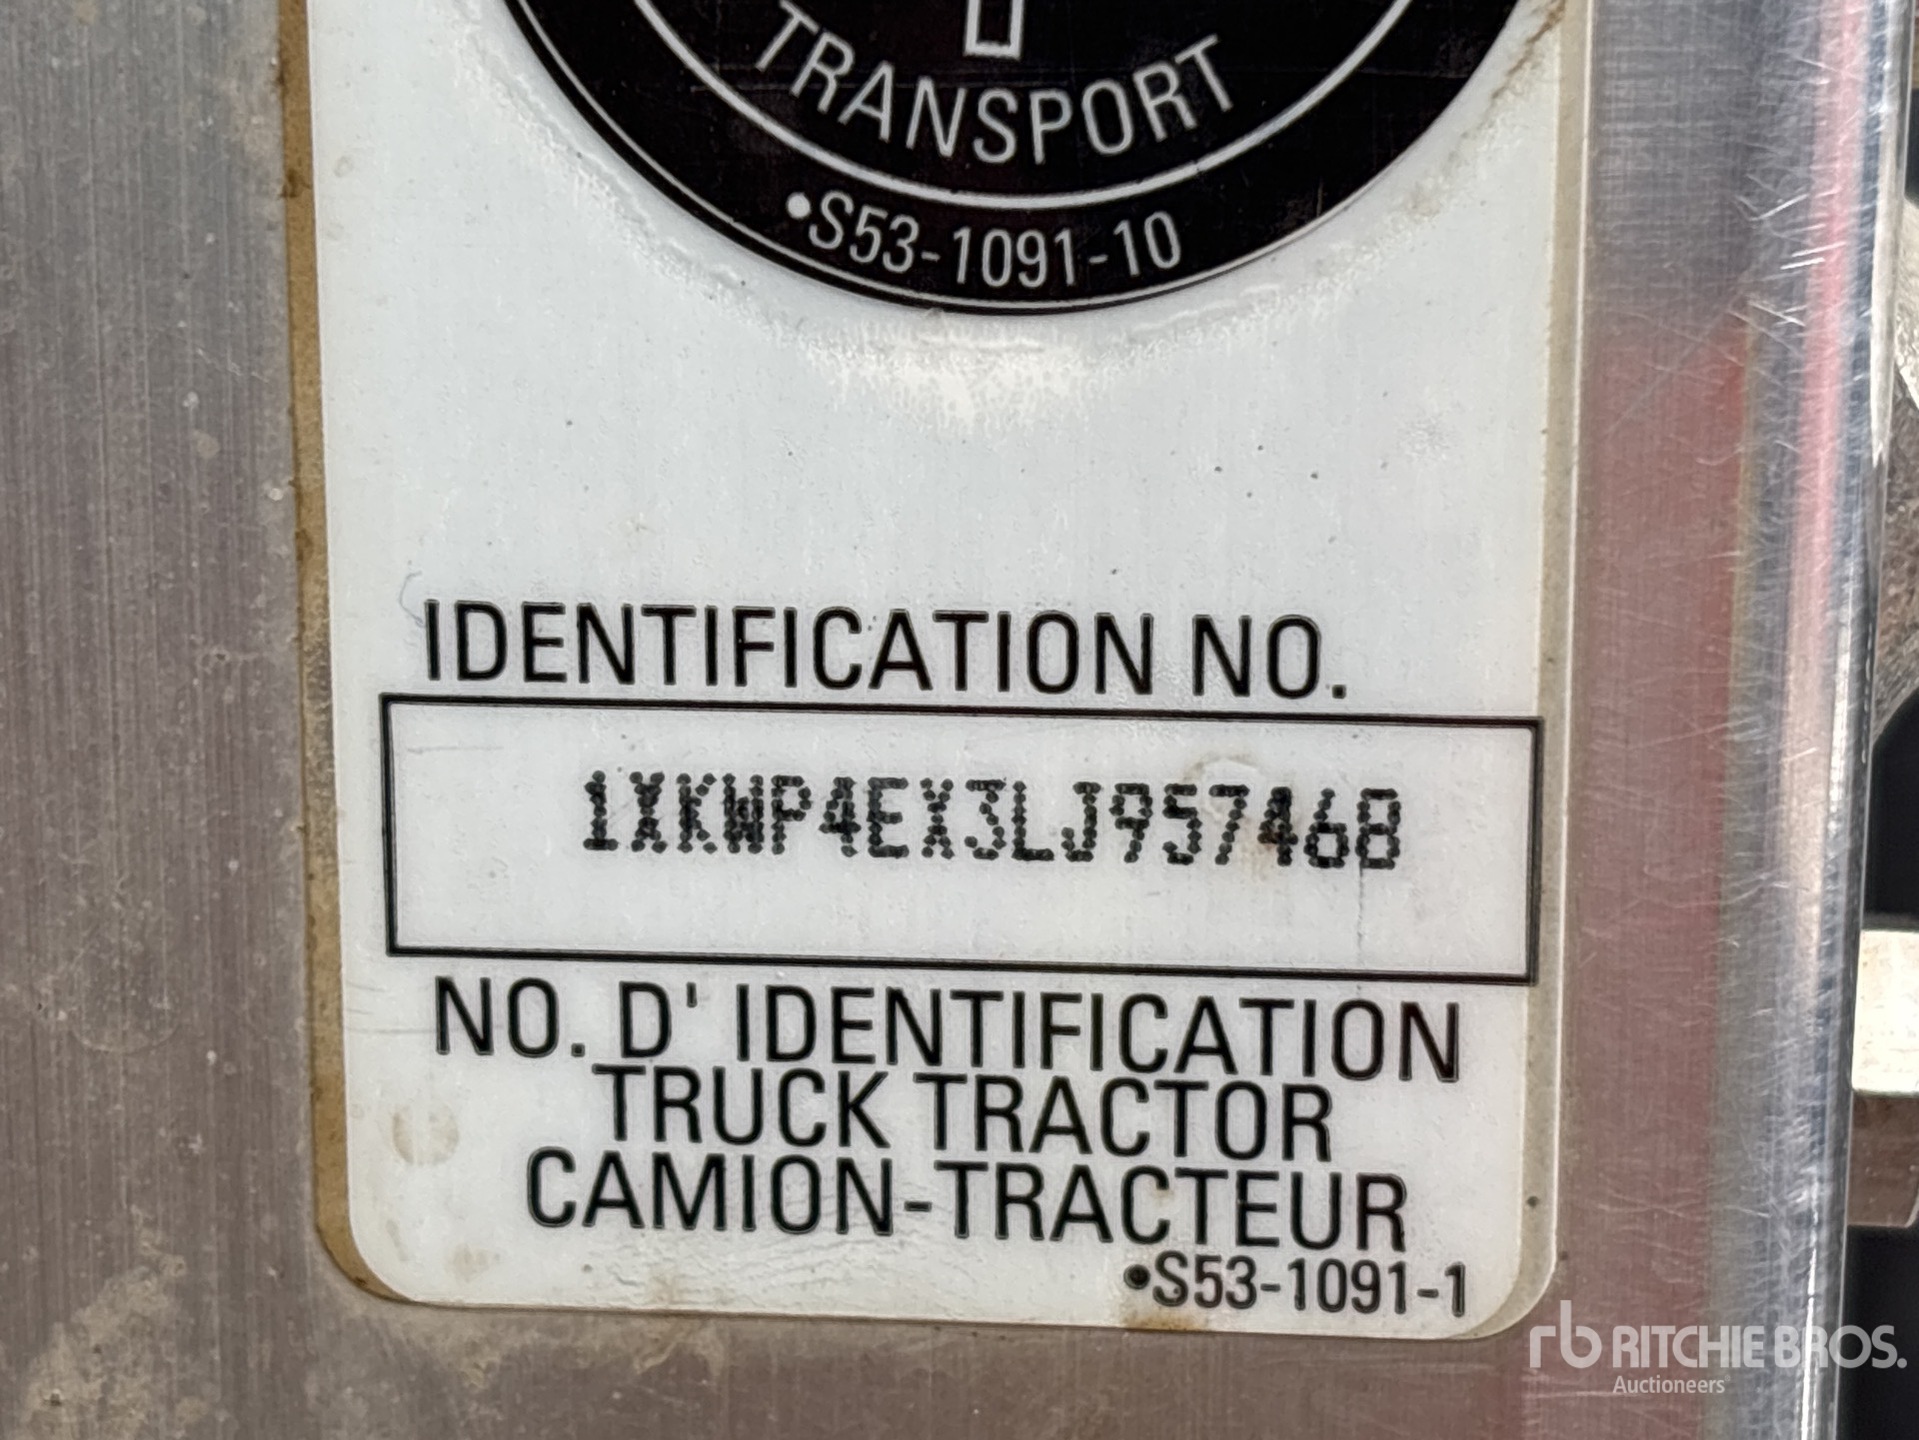 TRANSPORT
•S53-1091-10
IDENTIFICATION NO.
1XKWP4EX3LJ957468
NO. D' IDENTIFICATION
TRUCK TRACTOR
CAMION-TRACTEUR
•S53-1091-1
rb RITCHIE BROS.
Auctioneers